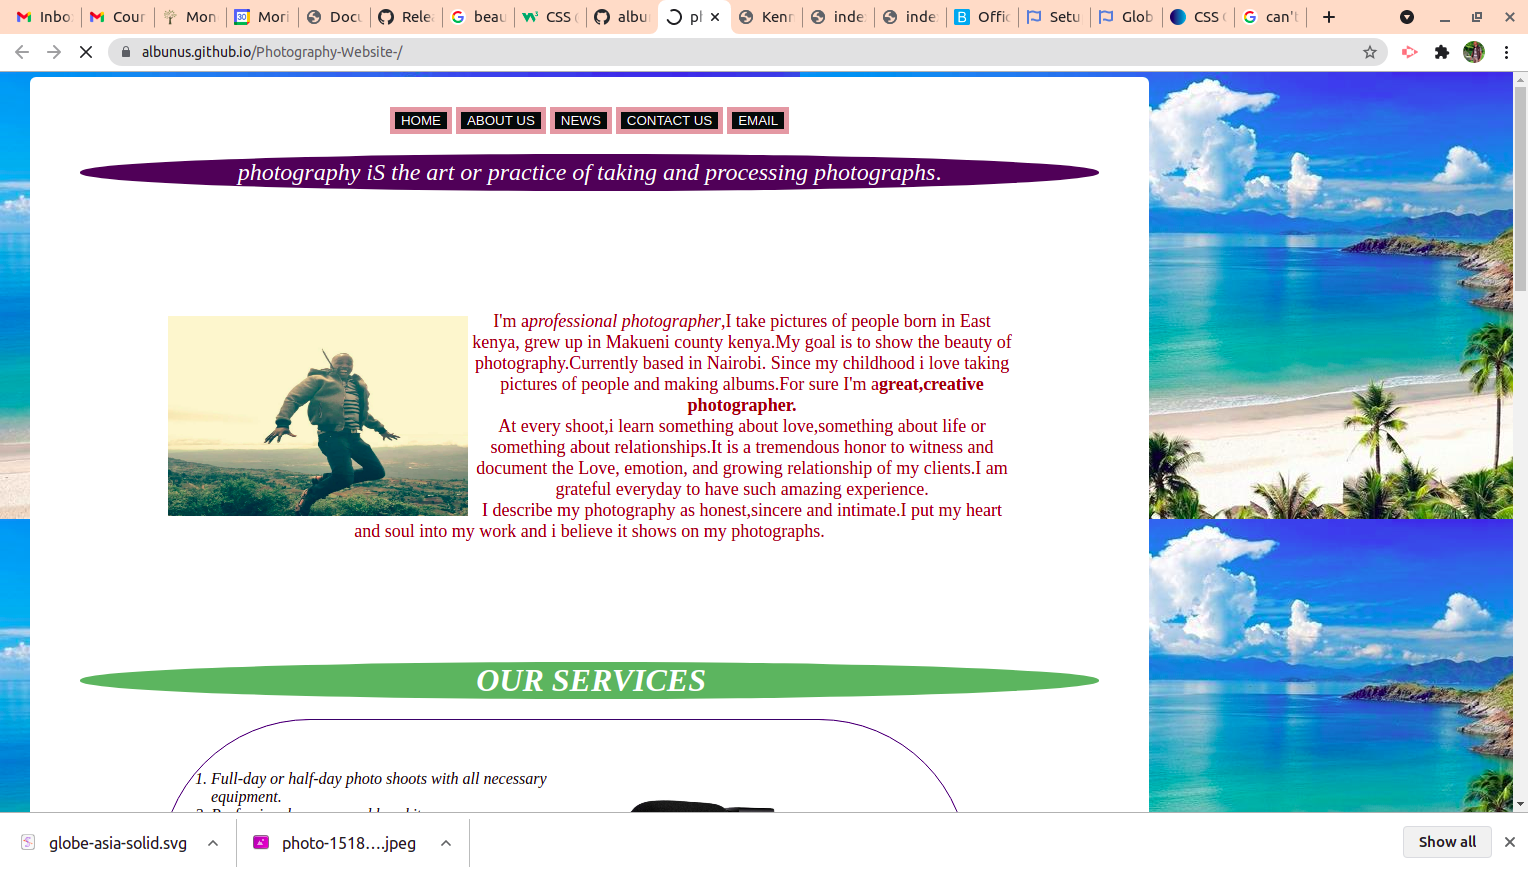 Inbo
Cour
Mon
Mori
Docu
Rele
beau
CSS
albu
ph
Kenn
inde
inde
Offic
Setu
Glob
CSS
can't
albunus.github.io/Photography-Website-/
HOME ABOUT US NEWS CONTACT US EMAIL
photography iS the art or practice of taking and processing photographs.
I'm aprofessional photographer,I take pictures of people born in East
kenya, grew up in Makueni county kenya.My goal is to show the beauty of
photography.Currently based in Nairobi. Since my childhood i love taking
pictures of people and making albums.For sure I'm agreat,creative
photographer.
At every shoot,i learn something about love,something about life or
something about relationships.It is a tremendous honor to witness and
document the Love, emotion, and growing relationship of my clients.I am
grateful everyday to have such amazing experience.
I describe my photography as honest,sincere and intimate.I put my heart
and soul into my work and i believe it shows on my photographs.
OUR SERVICES
1. Full-day or half-day photo shoots with all necessary
equipment.
globe-asia-solid.svg
photo-1518....jpeg
Show all